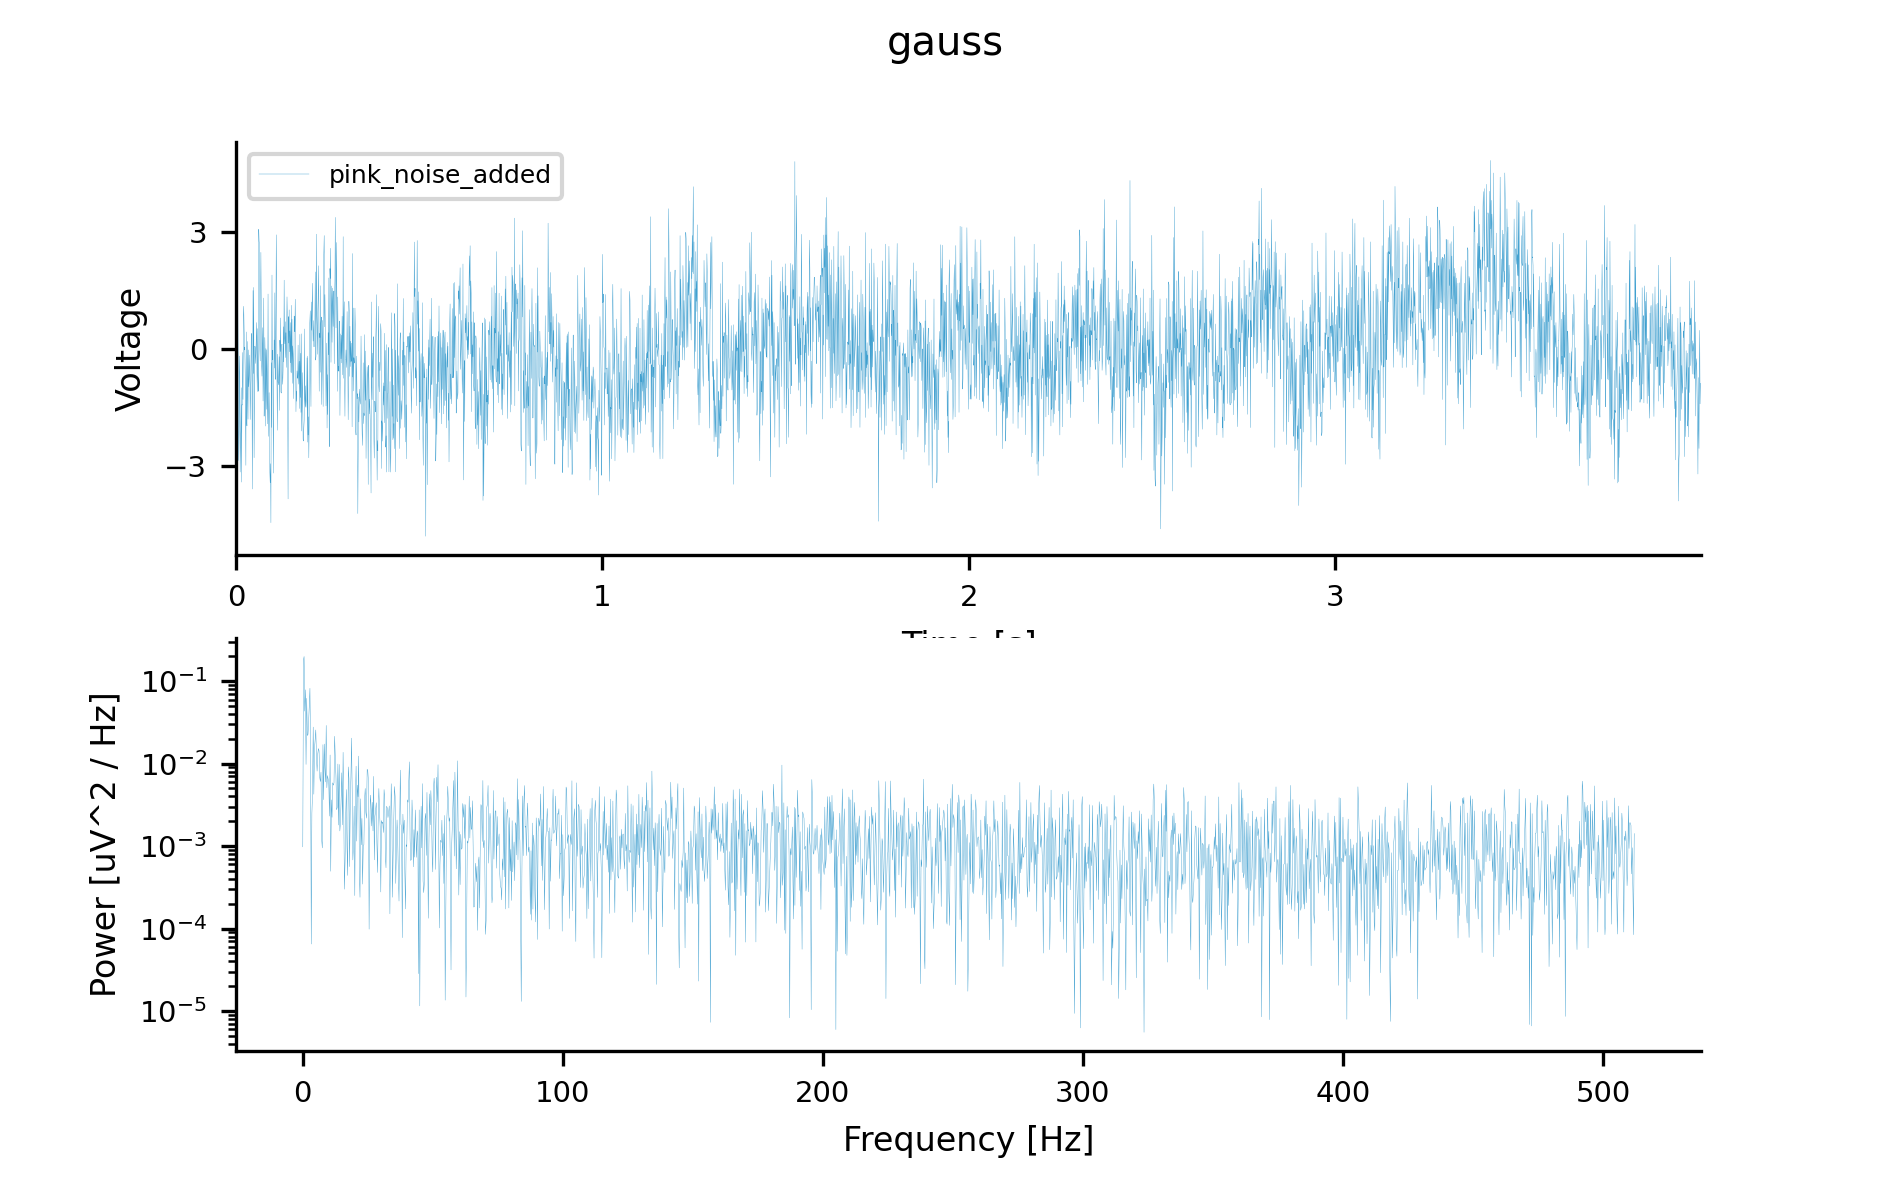 gauss
pink_noise_added
Voltage
3
0
−3
0 1 2 3
Time [s]
Power [uV^2 / Hz]
10⁻¹
10⁻²
10⁻³
10⁻⁴
10⁻⁵
0 100 200 300 400 500
Frequency [Hz]